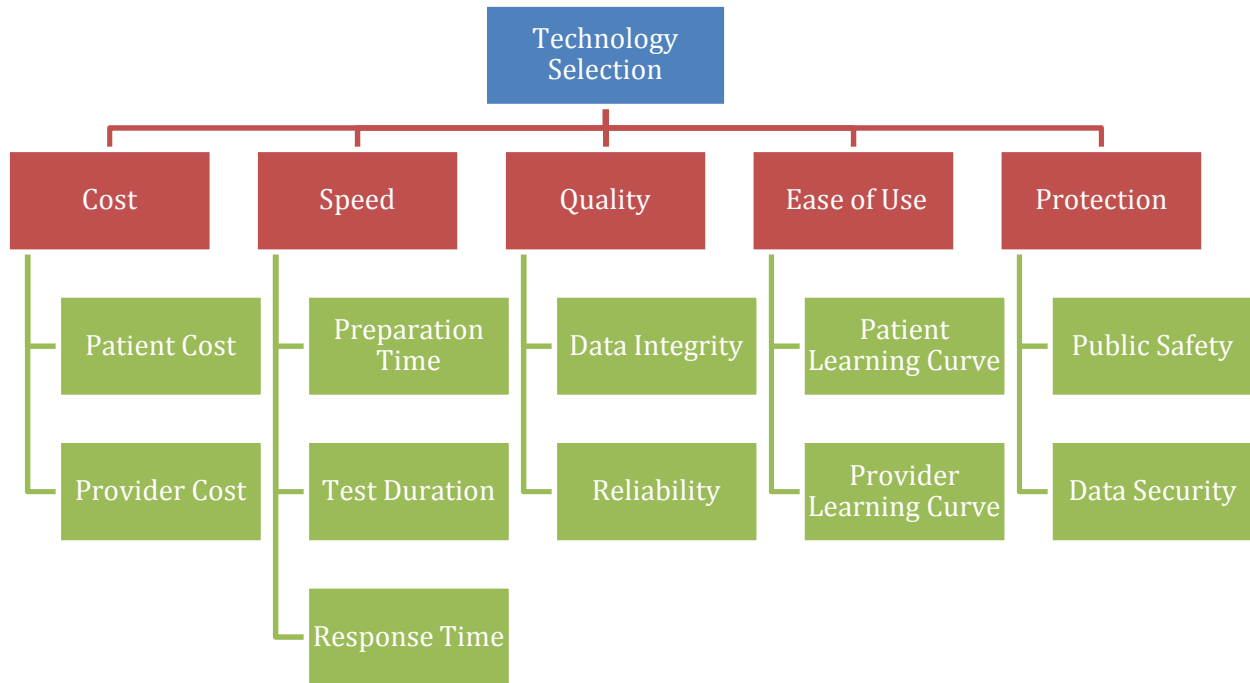 Technology
Selection
Cost
Speed
Quality
Ease of Use
Protection
Patient Cost
Preparation
Time
Data Integrity
Patient
Learning Curve
Public Safety
Provider Cost
Test Duration
Reliability
Provider
Learning Curve
Data Security
Response Time